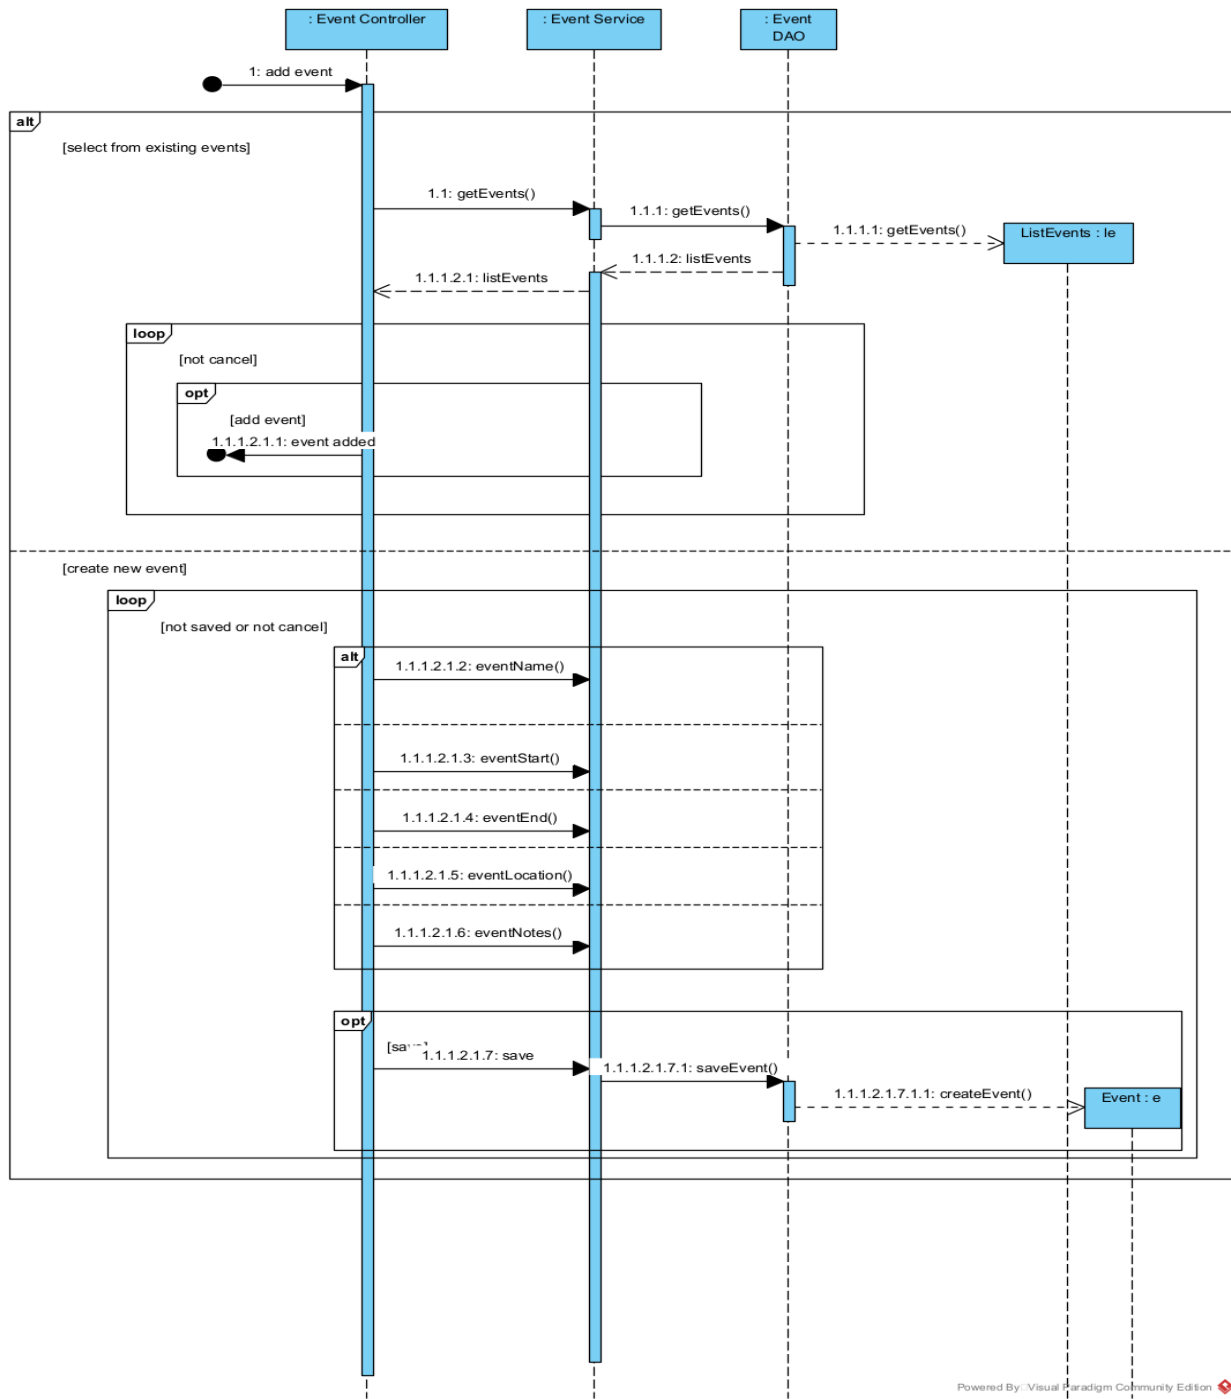 : Event Controller
: Event Service
: Event
DAO
1: add event
alt
[select from existing events]
1.1: getEvents()
1.1.1: getEvents()
1.1.1.1: getEvents()
ListEvents : le
1.1.1.2: listEvents
1.1.1.2.1: listEvents
loop
[not cancel]
opt
[add event]
1.1.1.2.1.1: event added
[create new event]
loop
[not saved or not cancel]
alt
1.1.1.2.1.2: eventName()
1.1.1.2.1.3: eventStart()
1.1.1.2.1.4: eventEnd()
1.1.1.2.1.5: eventLocation()
1.1.1.2.1.6: eventNotes()
opt
1.1.1.2.1.7: save
1.1.1.2.1.7.1: saveEvent()
1.1.1.2.1.7.1.1: createEvent()
Event : e
Powered By Visual Paradigm Community Edition